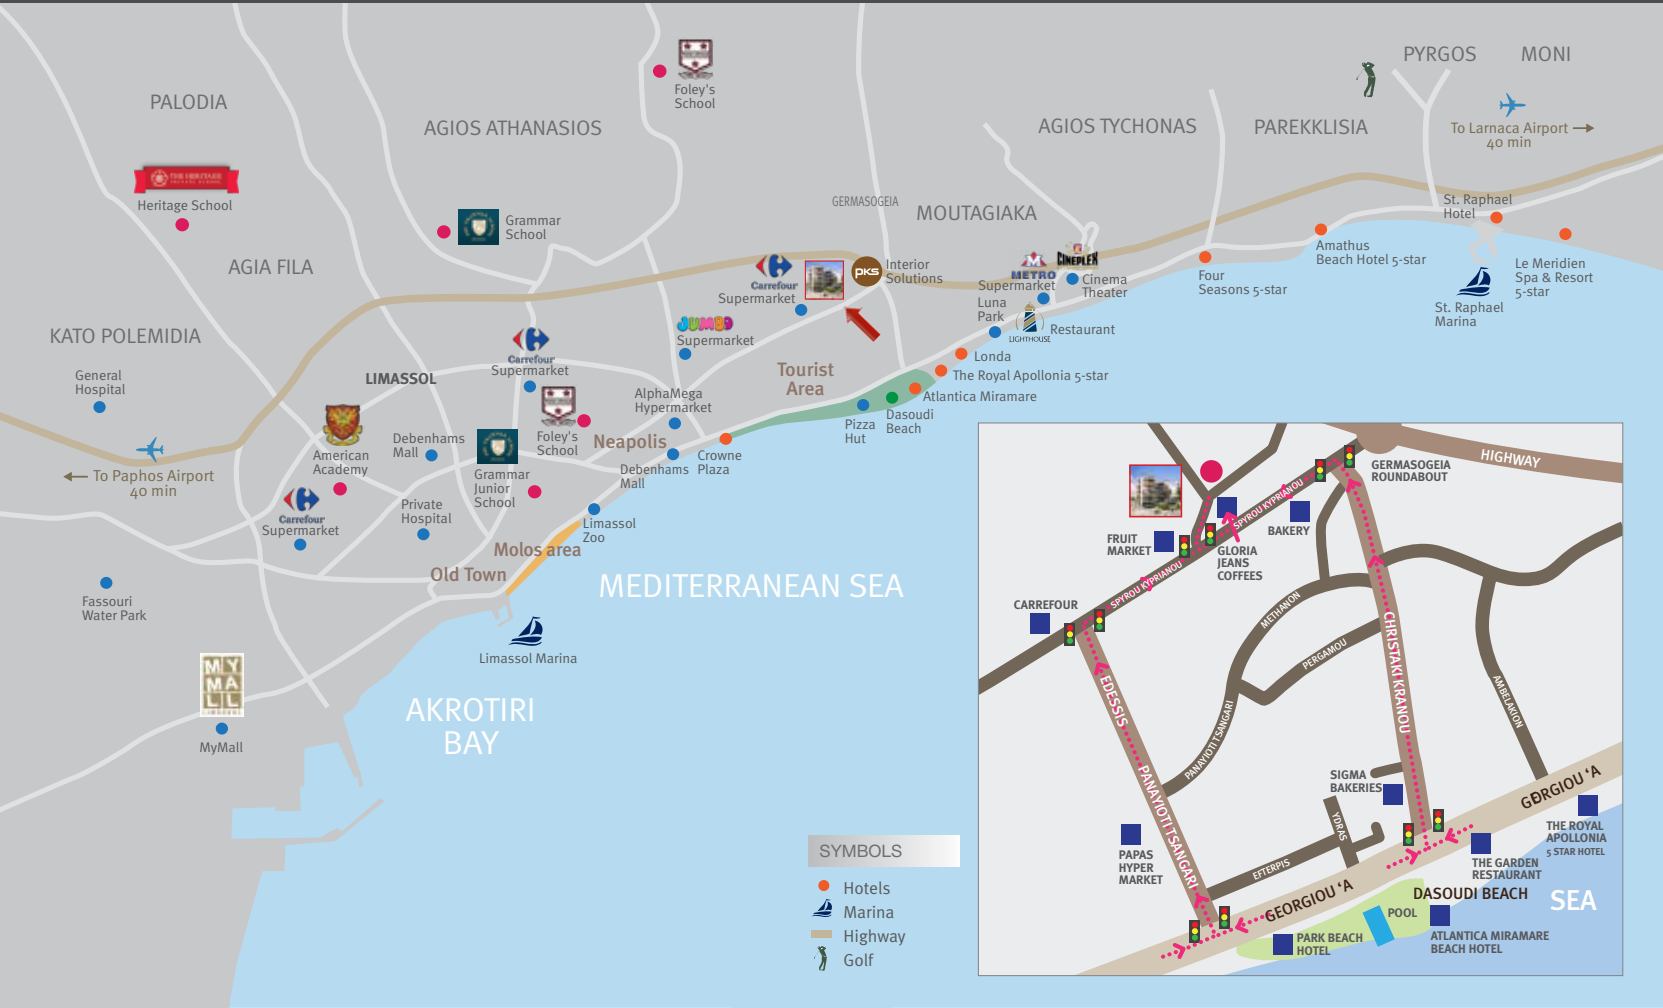 PYRGOS
MONI
Foley's
School
PALODIA
AGIOS ATHANASIOS
AGIOS TYCHONAS
PAREKKLISIA
To Larnaca Airport
40 min
THE HERITAGE
PRIVATE SCHOOL
Heritage School
GERMASOGEIA
MOUTAGIAKA
St. Raphael
Hotel
Grammar
School
AGIA FILA
Carrefour
Supermarket
pks
Interior
Solutions
METRO
Supermarket
CINEPLEX
Cinema
Theater
Four
Seasons 5-star
Amathus
Beach Hotel 5-star
Le Meridien
Spa & Resort
5-star
St. Raphael
Marina
Luna
Park
LIGHTHOUSE
Restaurant
KATO POLEMIDIA
JUMBO
Supermarket
Carrefour
Supermarket
LIMASSOL
General
Hospital
Tourist
Area
Londa
The Royal Apollonia 5-star
Atlantica Miramare
AlphaMega
Hypermarket
Pizza
Hut
Dasoudi
Beach
Debenhams
Mall
Foley's
School
Neapolis
American
Academy
To Paphos Airport
40 min
Grammar
Junior
School
Debenhams
Mall
Crowne
Plaza
Carrefour
Supermarket
Private
Hospital
Limassol
Zoo
Molos area
Old Town
MEDITERRANEAN SEA
Fassouri
Water Park
Limassol Marina
MY
MALL
LIMASSOL
MyMall
AKROTIRI
BAY
SYMBOLS
Hotels
Marina
Highway
Golf
HIGHWAY
GERMASOGEIA
ROUNDABOUT
SPYROU KYPRIANOU
BAKERY
FRUIT
MARKET
GLORIA
JEANS
COFFEES
SPYROU KYPRIANOU
CARREFOUR
METHANON
PERGAMOU
CHRISTAKI KRANOU
EDESSIS
AMBELAKION
PANAYIOTI TSANGARI
PANAYIOTI TSANGARI
SIGMA
BAKERIES
GEORGIOU ‘A
YDRAS
THE ROYAL
APOLLONIA
5 STAR HOTEL
PAPAS
HYPER
MARKET
EFTERPIS
THE GARDEN
RESTAURANT
GEORGIOU ‘A
DASOUDI BEACH
SEA
POOL
PARK BEACH
HOTEL
ATLANTICA MIRAMARE
BEACH HOTEL